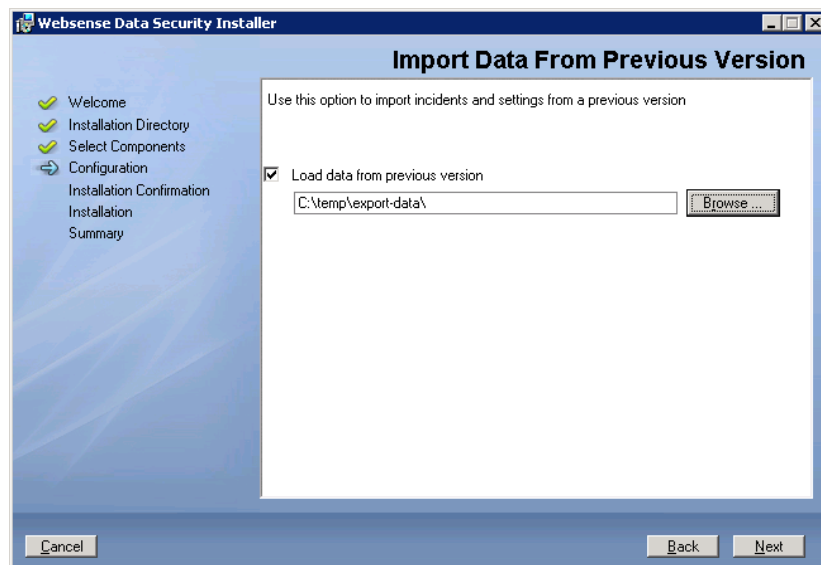 Websense Data Security Installer
Import Data From Previous Version
Welcome
Installation Directory
Select Components
Configuration
Installation Confirmation
Installation
Summary
Use this option to import incidents and settings from a previous version
Load data from previous version
C:\temp\export-data\
Browse ...
Cancel
Back
Next